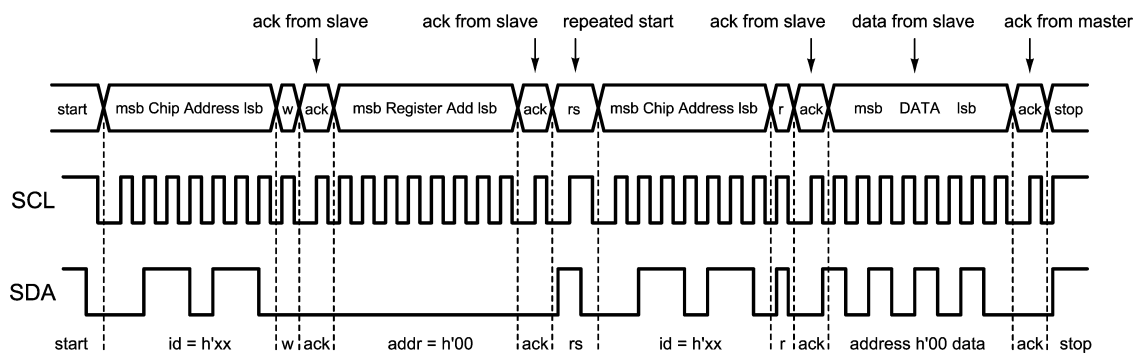 ack from slave ack from slave repeated start ack from slave data from slave ack from master
start msb Chip Address lsb w ack msb Register Add lsb ack rs msb Chip Address lsb r ack msb DATA lsb ack stop
SCL
SDA
start id = h'xx w ack addr = h'00 ack rs id = h'xx r ack address h'00 data ack stop